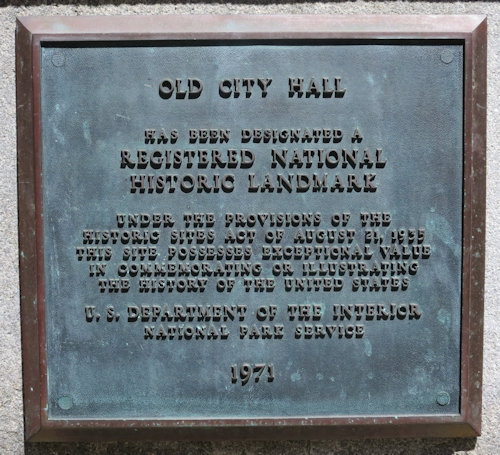 OLD CITY HALL
HAS BEEN DESIGNATED A
REGISTERED NATIONAL
HISTORIC LANDMARK
UNDER THE PROVISIONS OF THE
HISTORIC SITES ACT OF AUGUST 21, 1935
THIS SITE POSSESSES EXCEPTIONAL VALUE
IN COMMEMORATING OR ILLUSTRATING
THE HISTORY OF THE UNITED STATES
U. S. DEPARTMENT OF THE INTERIOR
NATIONAL PARK SERVICE
1971